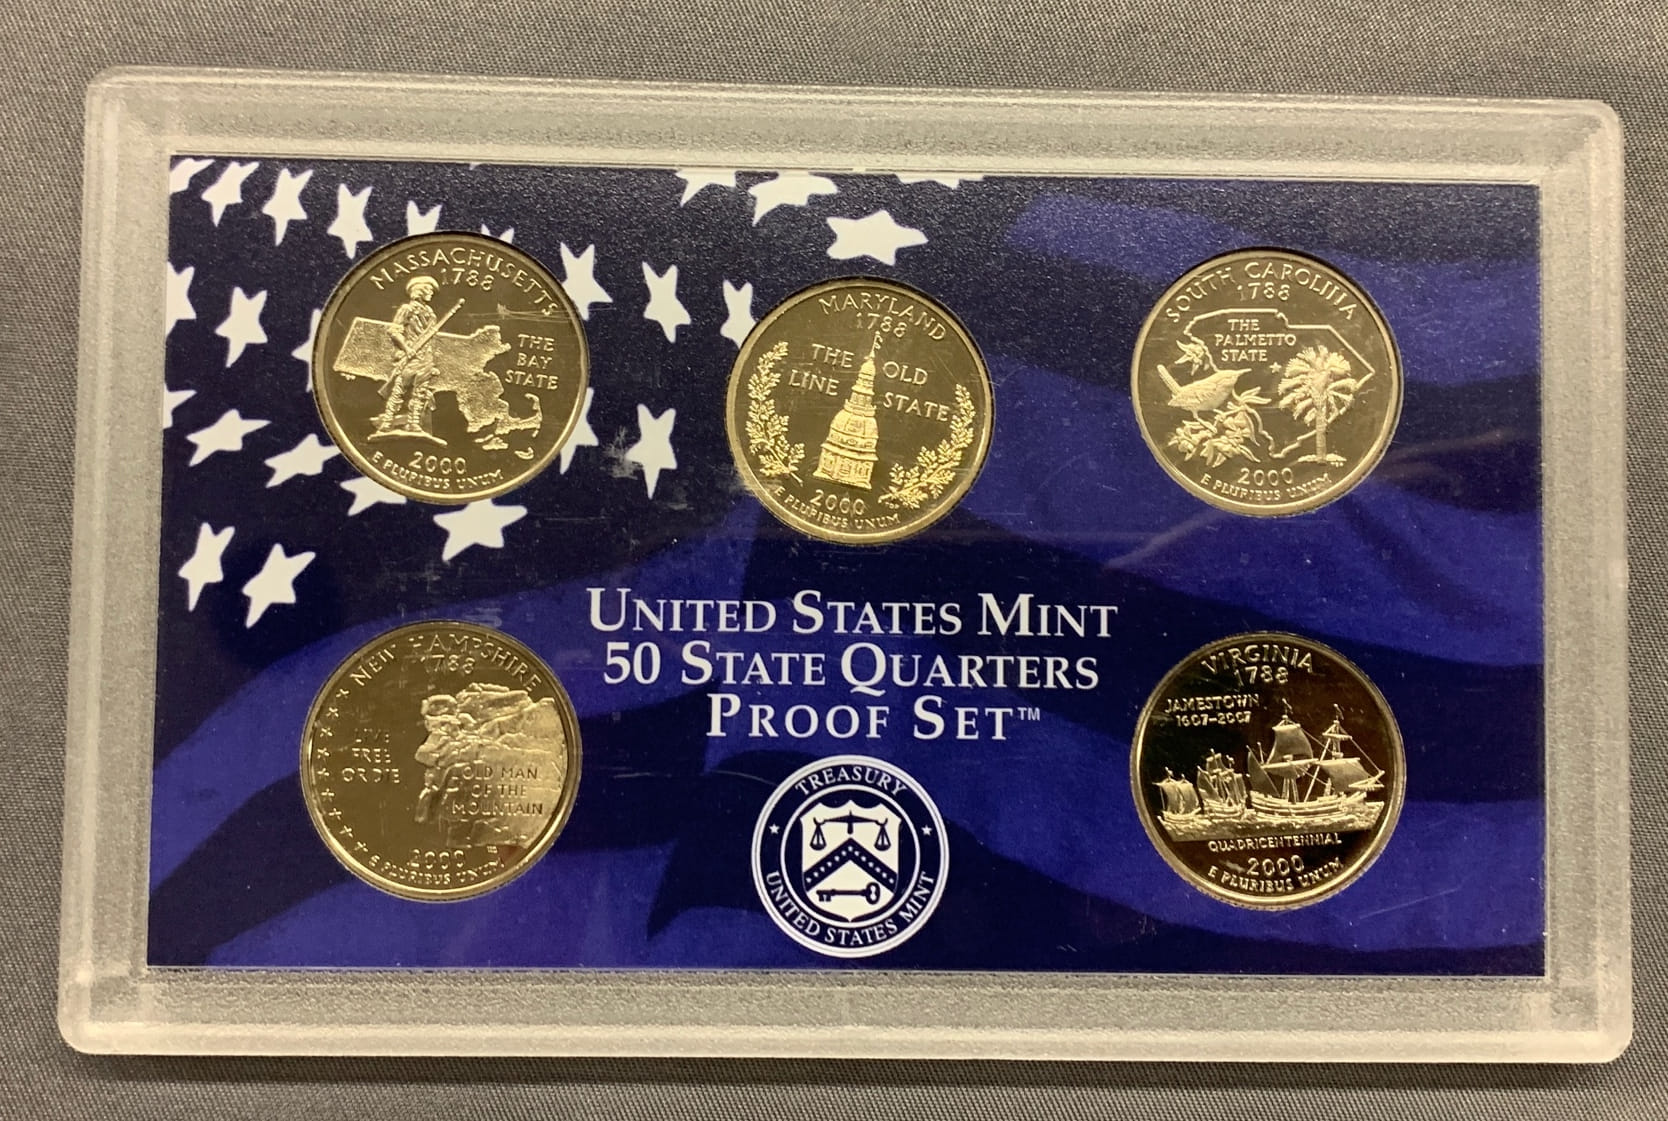 MASSACHUSETTS
1788
THE
BAY
STATE
2000
E PLURIBUS UNUM
MARYLAND
1788
THE OLD
LINE STATE
2000
E PLURIBUS UNUM
SOUTH CAROLINA
1788
THE
PALMETTO
STATE
2000
E PLURIBUS UNUM
UNITED STATES MINT
50 STATE QUARTERS
PROOF SET™
NEW HAMPSHIRE
1788
LIVE
FREE
OR DIE
OLD MAN
OF THE
MOUNTAIN
2000
E PLURIBUS UNUM
TREASURY
UNITED STATES MINT
VIRGINIA
1788
JAMESTOWN
1607-2007
QUADRICENTENNIAL
2000
E PLURIBUS UNUM